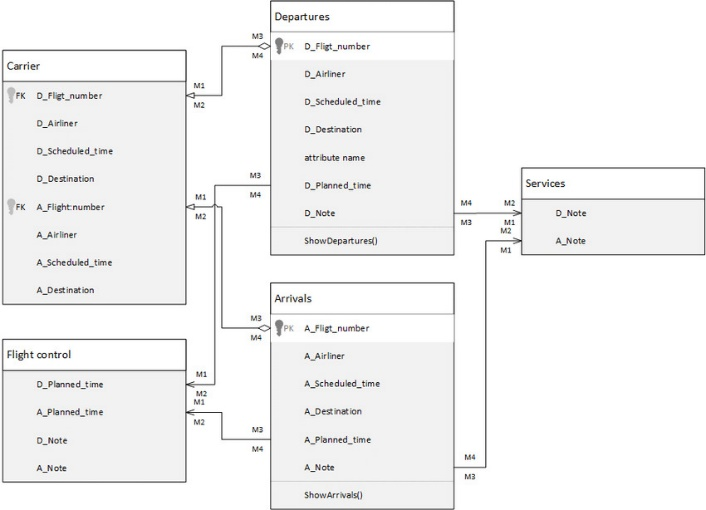 Departures
PK D_Fligt_number
D_Airliner
D_Scheduled_time
D_Destination
attribute name
D_Planned_time
D_Note
ShowDepartures()
Carrier
FK D_Fligt_number
D_Airliner
D_Scheduled_time
D_Destination
FK A_Flight:number
A_Airliner
A_Scheduled_time
A_Destination
M3
M4
M1
M2
M3
M4
M1
M2
Services
D_Note
A_Note
M4
M3
M2
M1
M2
M1
Arrivals
PK A_Fligt_number
A_Airliner
A_Scheduled_time
A_Destination
A_Planned_time
A_Note
ShowArrivals()
M3
M4
M4
M3
Flight control
D_Planned_time
A_Planned_time
D_Note
A_Note
M1
M2
M1
M2
M3
M4